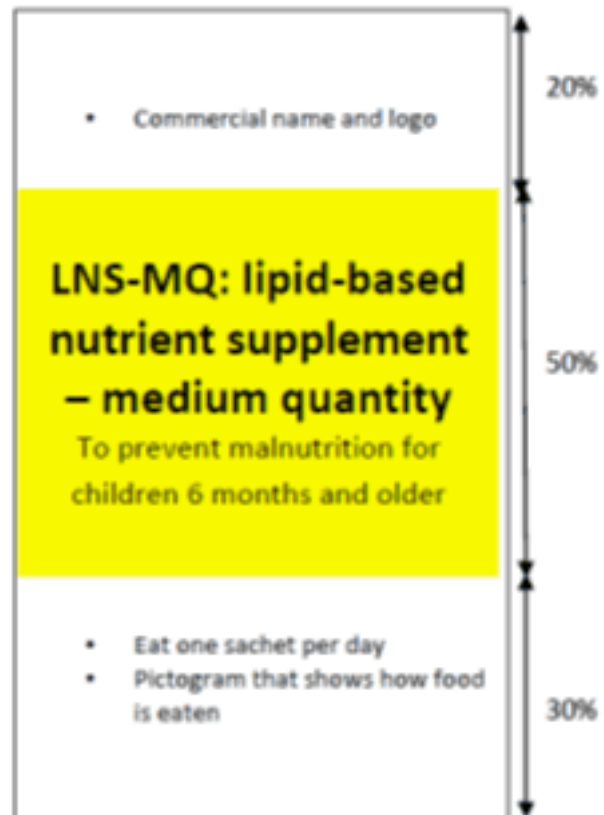 20%
• Commercial name and logo
LNS-MQ: lipid-based
nutrient supplement
– medium quantity
To prevent malnutrition for
children 6 months and older
50%
• Eat one sachet per day
• Pictogram that shows how food
is eaten
30%